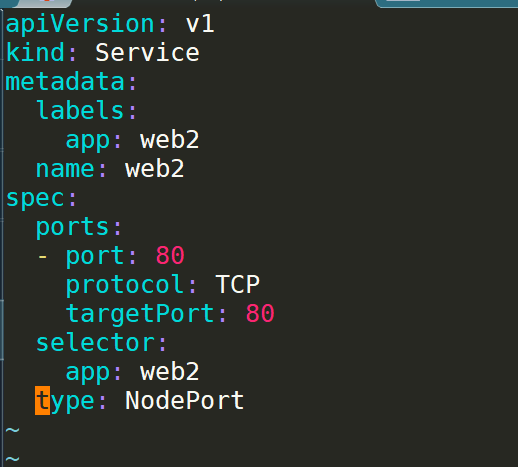 apiVersion: v1
kind: Service
metadata:
  labels:
    app: web2
  name: web2
spec:
  ports:
  - port: 80
    protocol: TCP
    targetPort: 80
  selector:
    app: web2
  type: NodePort
~
~